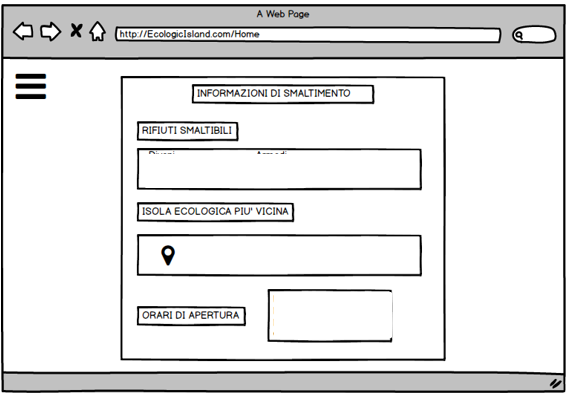 A Web Page
http://EcologicIsland.com/Home
INFORMAZIONI DI SMALTIMENTO
RIFIUTI SMALTIBILI
ISOLA ECOLOGICA PIU' VICINA
ORARI DI APERTURA